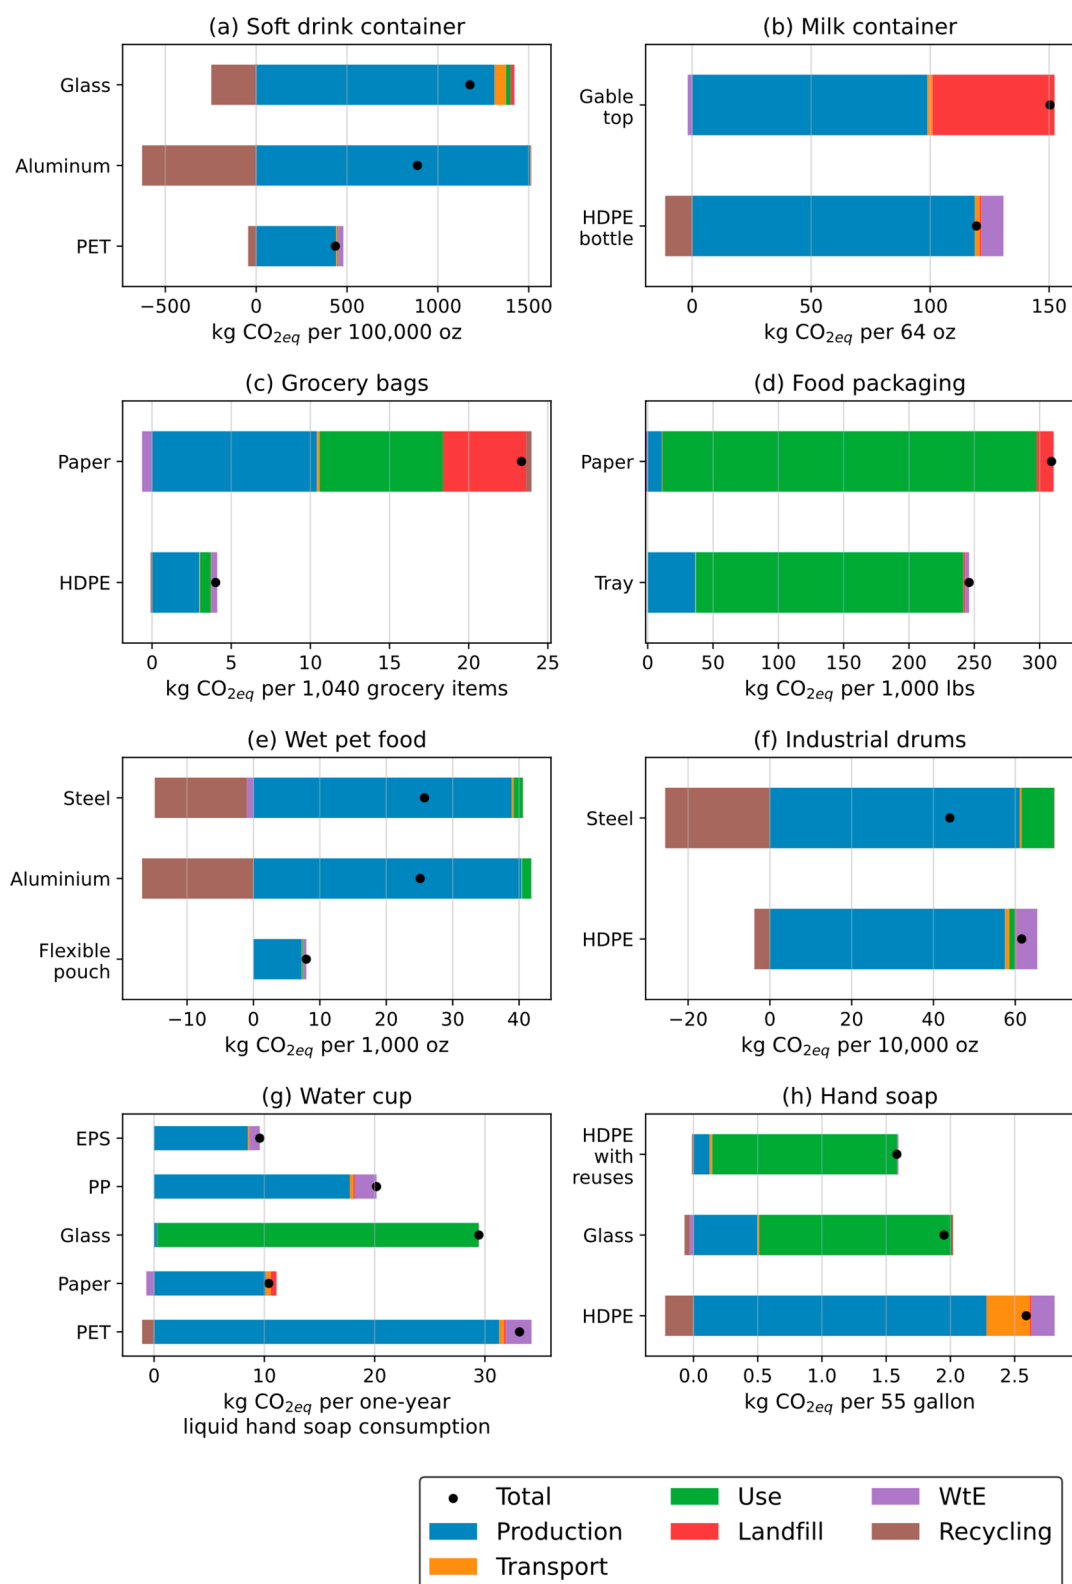 (a) Soft drink container
Glass
Aluminum
PET
−500 0 500 1000 1500
kg CO2eq per 100,000 oz
(b) Milk container
Gable
top
HDPE
bottle
0 50 100 150
kg CO2eq per 64 oz
(c) Grocery bags
Paper
HDPE
0 5 10 15 20 25
kg CO2eq per 1,040 grocery items
(d) Food packaging
Paper
Tray
0 50 100 150 200 250 300
kg CO2eq per 1,000 lbs
(e) Wet pet food
Steel
Aluminium
Flexible
pouch
−10 0 10 20 30 40
kg CO2eq per 1,000 oz
(f) Industrial drums
Steel
HDPE
−20 0 20 40 60
kg CO2eq per 10,000 oz
(g) Water cup
EPS
PP
Glass
Paper
PET
0 10 20 30
kg CO2eq per one-year
liquid hand soap consumption
(h) Hand soap
HDPE
with
reuses
Glass
HDPE
0.0 0.5 1.0 1.5 2.0 2.5
kg CO2eq per 55 gallon
Total Use WtE
Production Landfill Recycling
Transport